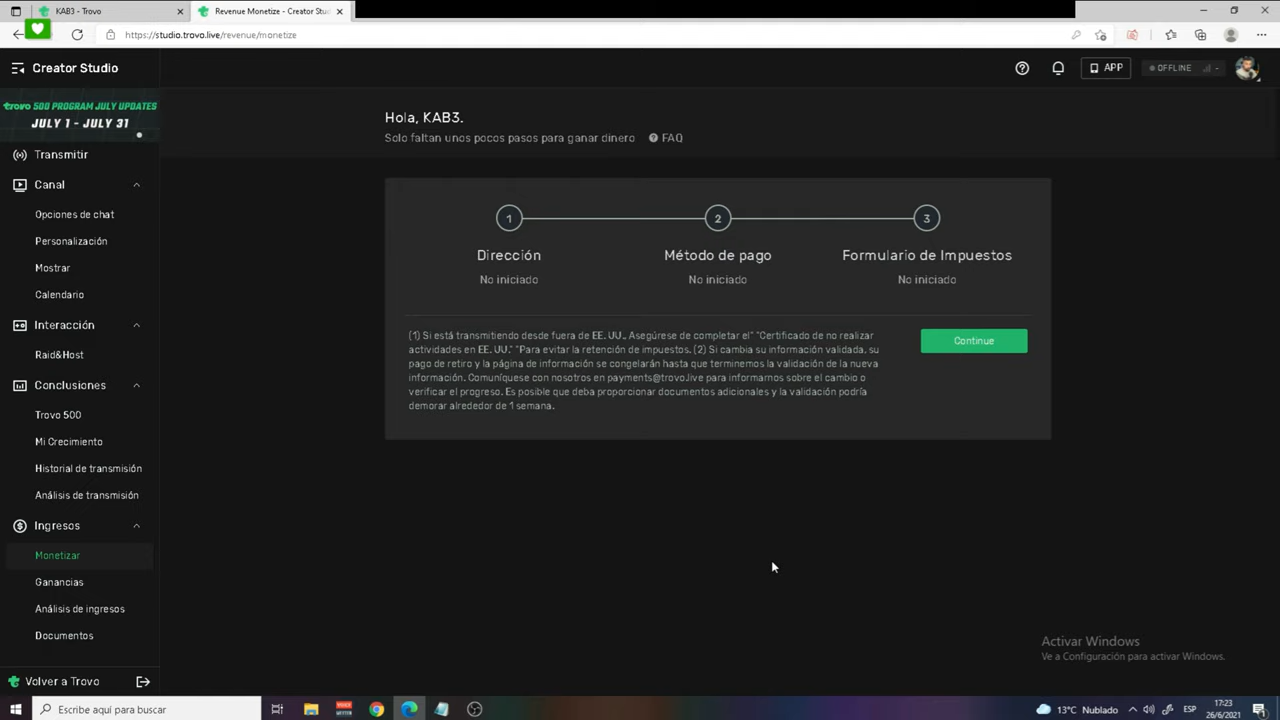 KAB3 - Trovo
Revenue Monetize - Creator Stu
https://studio.trovo.live/revenue/monetize
Creator Studio
APP
OFFLINE
-
trovo 500 PROGRAM JULY UPDATES
JULY 1 - JULY 31
Transmitir
Canal
Opciones de chat
Personalización
Mostrar
Calendario
Interacción
Raid&Host
Conclusiones
Trovo 500
Mi Crecimiento
Historial de transmisión
Análisis de transmisión
Ingresos
Monetizar
Ganancias
Análisis de ingresos
Documentos
Volver a Trovo
Hola, KAB3.
Solo faltan unos pocos pasos para ganar dinero
FAQ
1
2
3
Dirección
Método de pago
Formulario de Impuestos
No iniciado
No iniciado
No iniciado
(1) Si está transmitiendo desde fuera de EE. UU., Asegúrese de completar el" "Certificado de no realizar
actividades en EE. UU." "Para evitar la retención de impuestos. (2) Si cambia su información validada, su
pago de retiro y la página de información se congelarán hasta que terminemos la validación de la nueva
información. Comuníquese con nosotros en payments@trovo.live para informarnos sobre el cambio o
verificar el progreso. Es posible que deba proporcionar documentos adicionales y la validación podría
demorar alrededor de 1 semana.
Continue
Activar Windows
Ve a Configuración para activar Windows.
Escribe aquí para buscar
13°C Nublado
ESP
17:23
26/6/2021